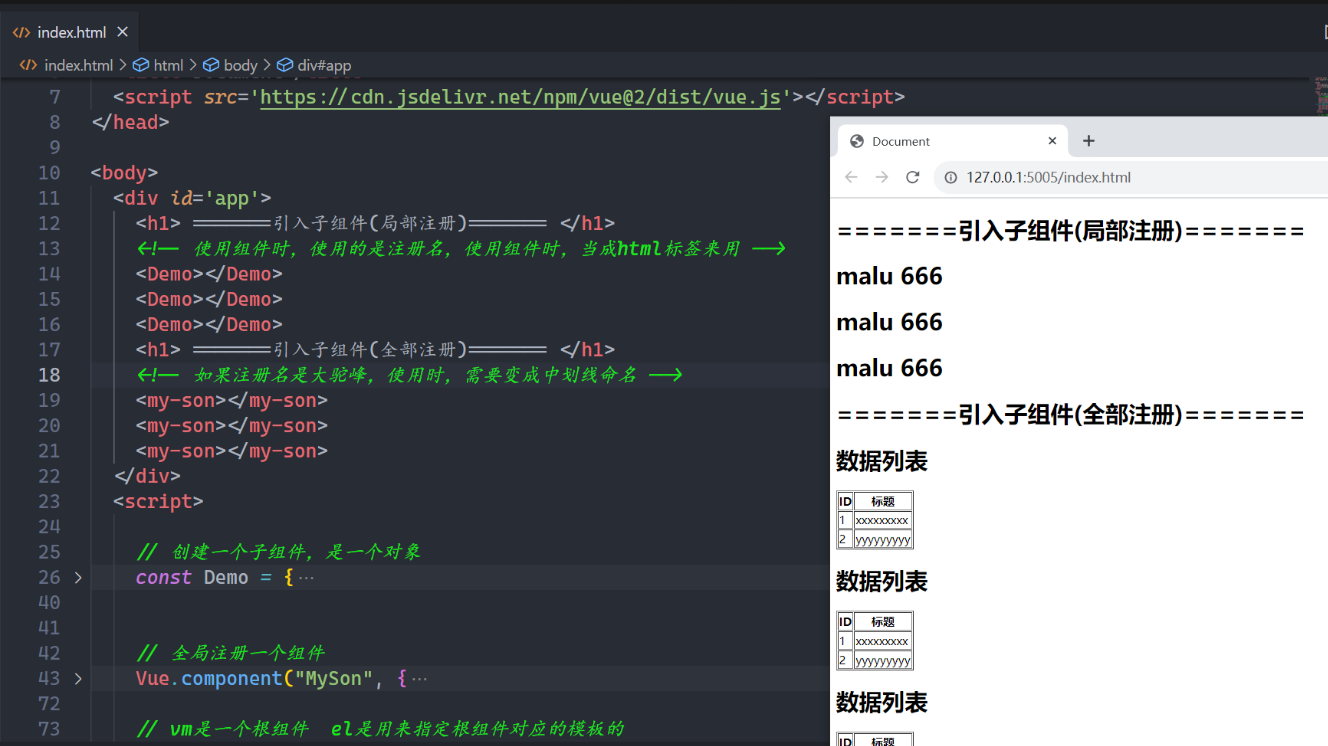 index.html
index.html > html > body > div#app
7 <script src='https://cdn.jsdelivr.net/npm/vue@2/dist/vue.js'></script>
8 </head>
9
10 <body>
11 <div id='app'>
12 <h1> =======引入子组件(局部注册)======= </h1>
13 <!-- 使用组件时，使用的是注册名，使用组件时，当成html标签来用 -->
14 <Demo></Demo>
15 <Demo></Demo>
16 <Demo></Demo>
17 <h1> =======引入子组件(全部注册)======= </h1>
18 <!-- 如果注册名是大驼峰，使用时，需要变成中划线命名 -->
19 <my-son></my-son>
20 <my-son></my-son>
21 <my-son></my-son>
22 </div>
23 <script>
24
25 // 创建一个子组件，是一个对象
26 const Demo = { ...
40
41
42 // 全局注册一个组件
43 Vue.component("MySon", { ...
72
73 // vm是一个根组件 el是用来指定根组件对应的模板的
Document
127.0.0.1:5005/index.html
=======引入子组件(局部注册)=======
malu 666
malu 666
malu 666
=======引入子组件(全部注册)=======
数据列表
ID 标题
1 xxxxxxxxx
2 yyyyyyyyy
数据列表
ID 标题
1 xxxxxxxxx
2 yyyyyyyyy
数据列表
ID 标题